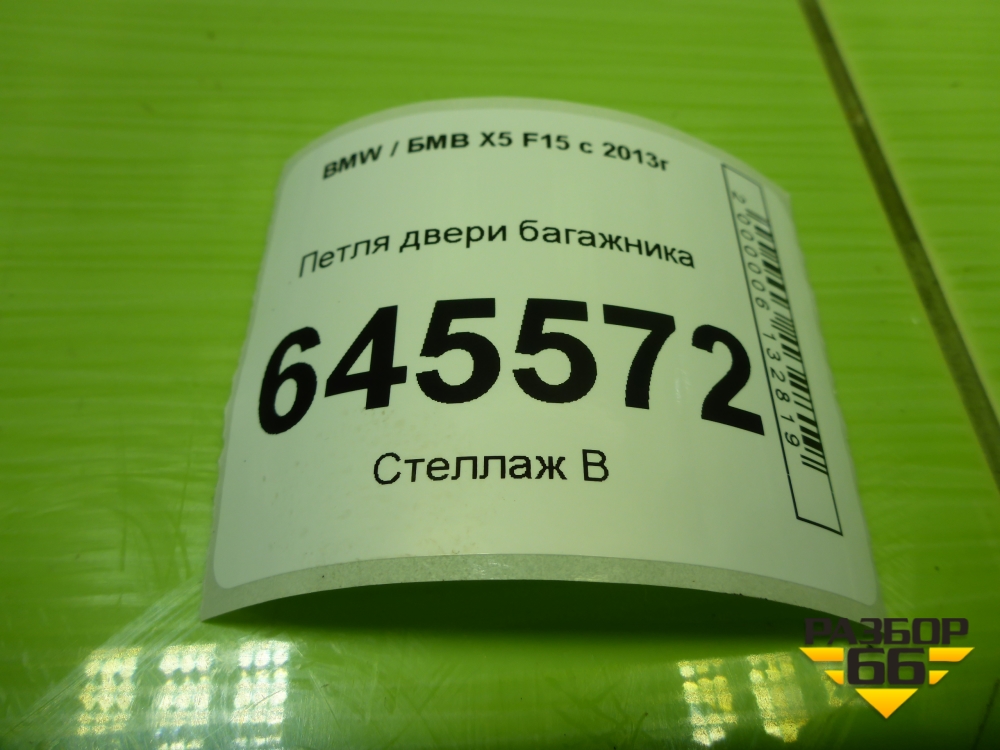 BMW / БМВ X5 F15 с 2013г
Петля двери багажника
645572
Стеллаж В
2000006132819
РАЗБОР
66